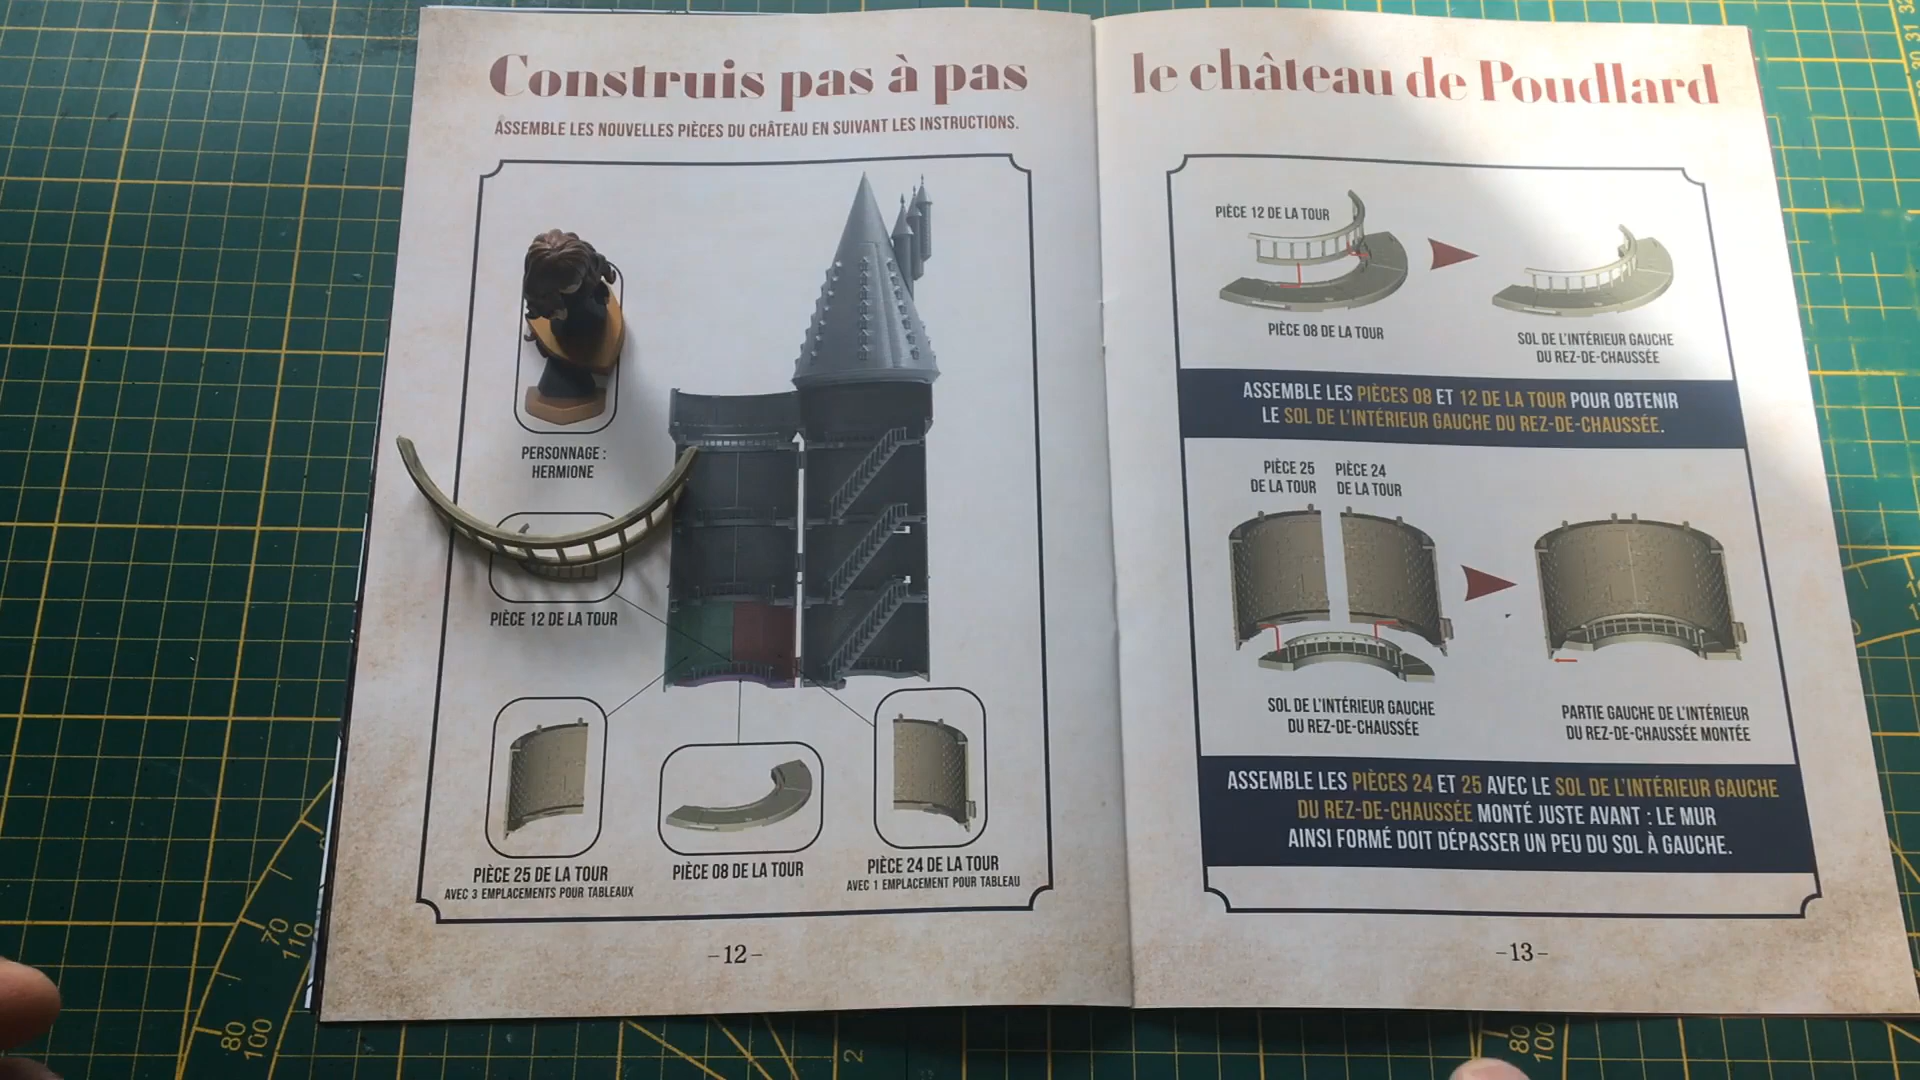 Construis pas à pas
ASSEMBLE LES NOUVELLES PIÈCES DU CHÂTEAU EN SUIVANT LES INSTRUCTIONS.
PERSONNAGE :
HERMIONE
PIÈCE 12 DE LA TOUR
PIÈCE 25 DE LA TOUR
AVEC 3 EMPLACEMENTS POUR TABLEAUX
PIÈCE 08 DE LA TOUR
PIÈCE 24 DE LA TOUR
AVEC 1 EMPLACEMENT POUR TABLEAU
–12–
le château de Poudlard
PIÈCE 12 DE LA TOUR
PIÈCE 08 DE LA TOUR
SOL DE L'INTÉRIEUR GAUCHE
DU REZ-DE-CHAUSSÉE
ASSEMBLE LES PIÈCES 08 ET 12 DE LA TOUR POUR OBTENIR
LE SOL DE L'INTÉRIEUR GAUCHE DU REZ-DE-CHAUSSÉE.
PIÈCE 25
DE LA TOUR
PIÈCE 24
DE LA TOUR
SOL DE L'INTÉRIEUR GAUCHE
DU REZ-DE-CHAUSSÉE
PARTIE GAUCHE DE L'INTÉRIEUR
DU REZ-DE-CHAUSSÉE MONTÉE
ASSEMBLE LES PIÈCES 24 ET 25 AVEC LE SOL DE L'INTÉRIEUR GAUCHE
DU REZ-DE-CHAUSSÉE MONTÉ JUSTE AVANT : LE MUR
AINSI FORMÉ DOIT DÉPASSER UN PEU DU SOL À GAUCHE.
–13–
70
110
80
100
2
80
100